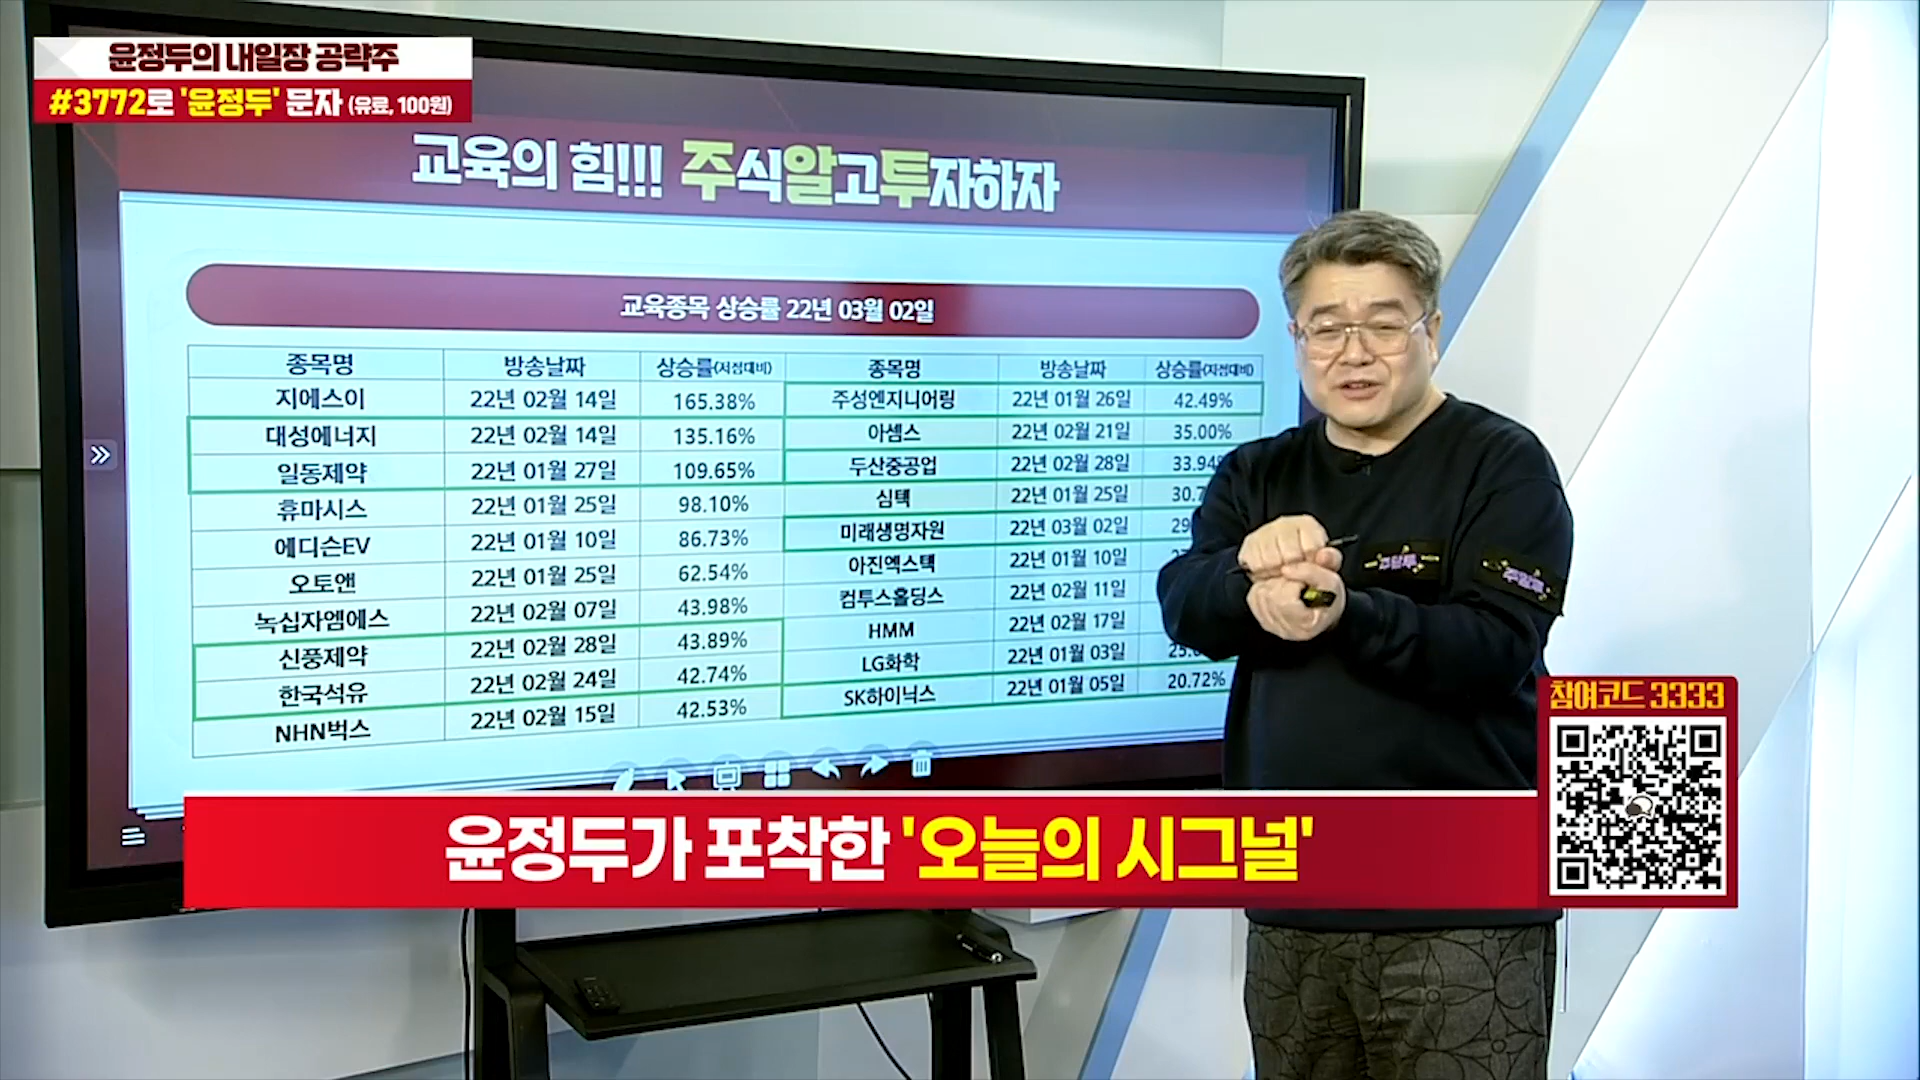 윤정두의 내일장 공략주
#3772로 '윤정두' 문자 (유료, 100원)
교육의 힘!!! 주식알고투자하자
교육종목 상승률 22년 03월 02일
종목명 방송날짜 상승률(저점대비) 종목명 방송날짜 상승률(저점대비)
지에스이 22년 02월 14일 165.38% 주성엔지니어링 22년 01월 26일 42.49%
대성에너지 22년 02월 14일 135.16% 아셈스 22년 02월 21일 35.00%
일동제약 22년 01월 27일 109.65% 두산중공업 22년 02월 28일 33.94
휴마시스 22년 01월 25일 98.10% 심텍 22년 01월 25일 30.7
에디슨EV 22년 01월 10일 86.73% 미래생명자원 22년 03월 02일 29
오토앤 22년 01월 25일 62.54% 아진엑스텍 22년 01월 10일
녹십자엠에스 22년 02월 07일 43.98% 컴투스홀딩스 22년 02월 11일
신풍제약 22년 02월 28일 43.89% HMM 22년 02월 17일
한국석유 22년 02월 24일 42.74% LG화학 22년 01월 03일 25.
NHN벅스 22년 02월 15일 42.53% SK하이닉스 22년 01월 05일 20.72%
참여코드 3333
윤정두가 포착한 '오늘의 시그널'